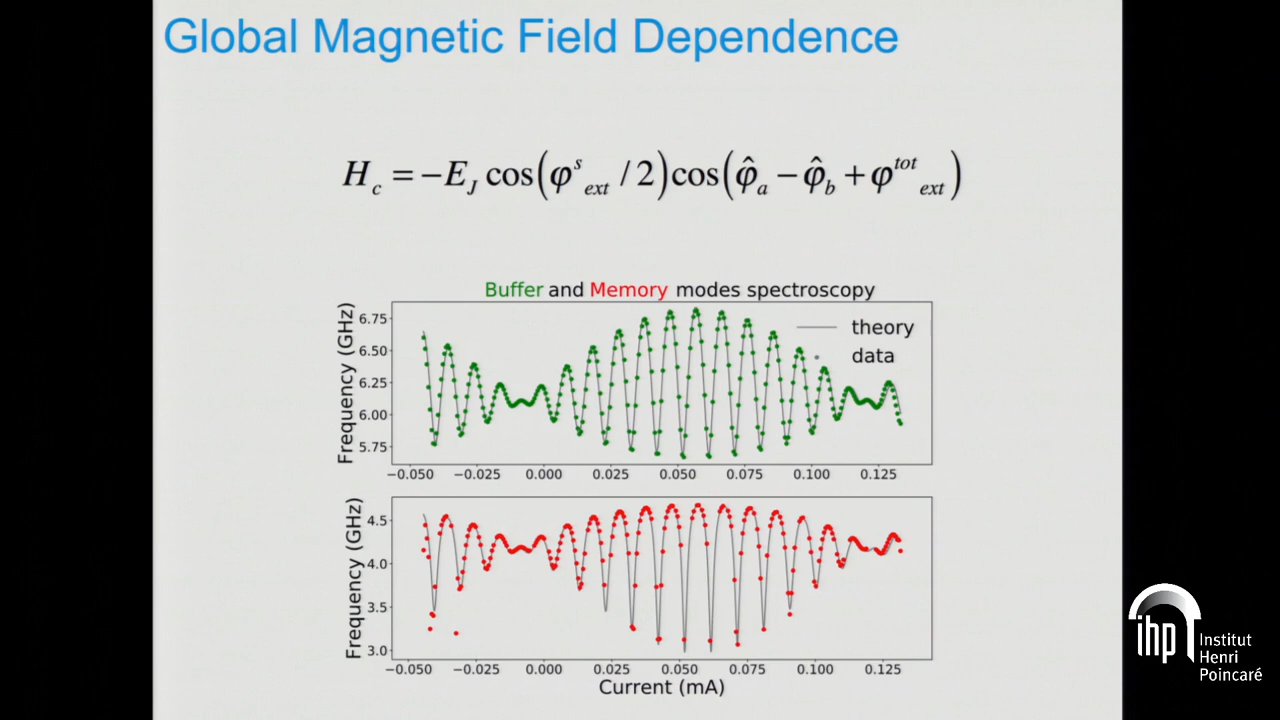 Global Magnetic Field Dependence
H_c = −E_J cos(φ^s_ext / 2) cos(φ̂_a − φ̂_b + φ^tot_ext)
Buffer and Memory modes spectroscopy
Frequency (GHz)
6.75
6.50
6.25
6.00
5.75
theory
data
−0.050 −0.025 0.000 0.025 0.050 0.075 0.100 0.125
Frequency (GHz)
4.5
4.0
3.5
3.0
−0.050 −0.025 0.000 0.025 0.050 0.075 0.100 0.125
Current (mA)
ihp
Institut
Henri
Poincaré